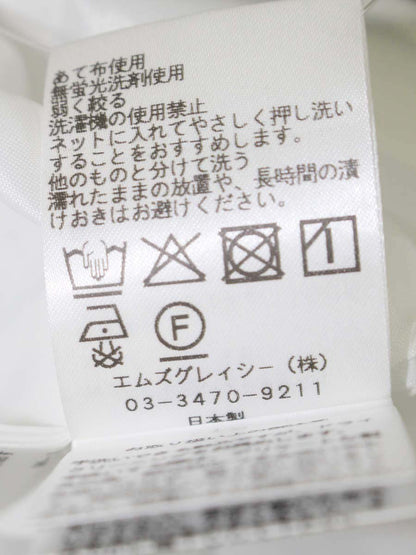 あて布使用
無蛍光洗剤使用
弱く絞る
洗濯機の使用禁止
ネットに入れてやさしく押し洗い
することをおすすめします。
他のものと分けて洗う
濡れたままの放置や、長時間の漬
けおきはお避けください。
F
エムズグレイシー(株)
03-3470-9211
日本製